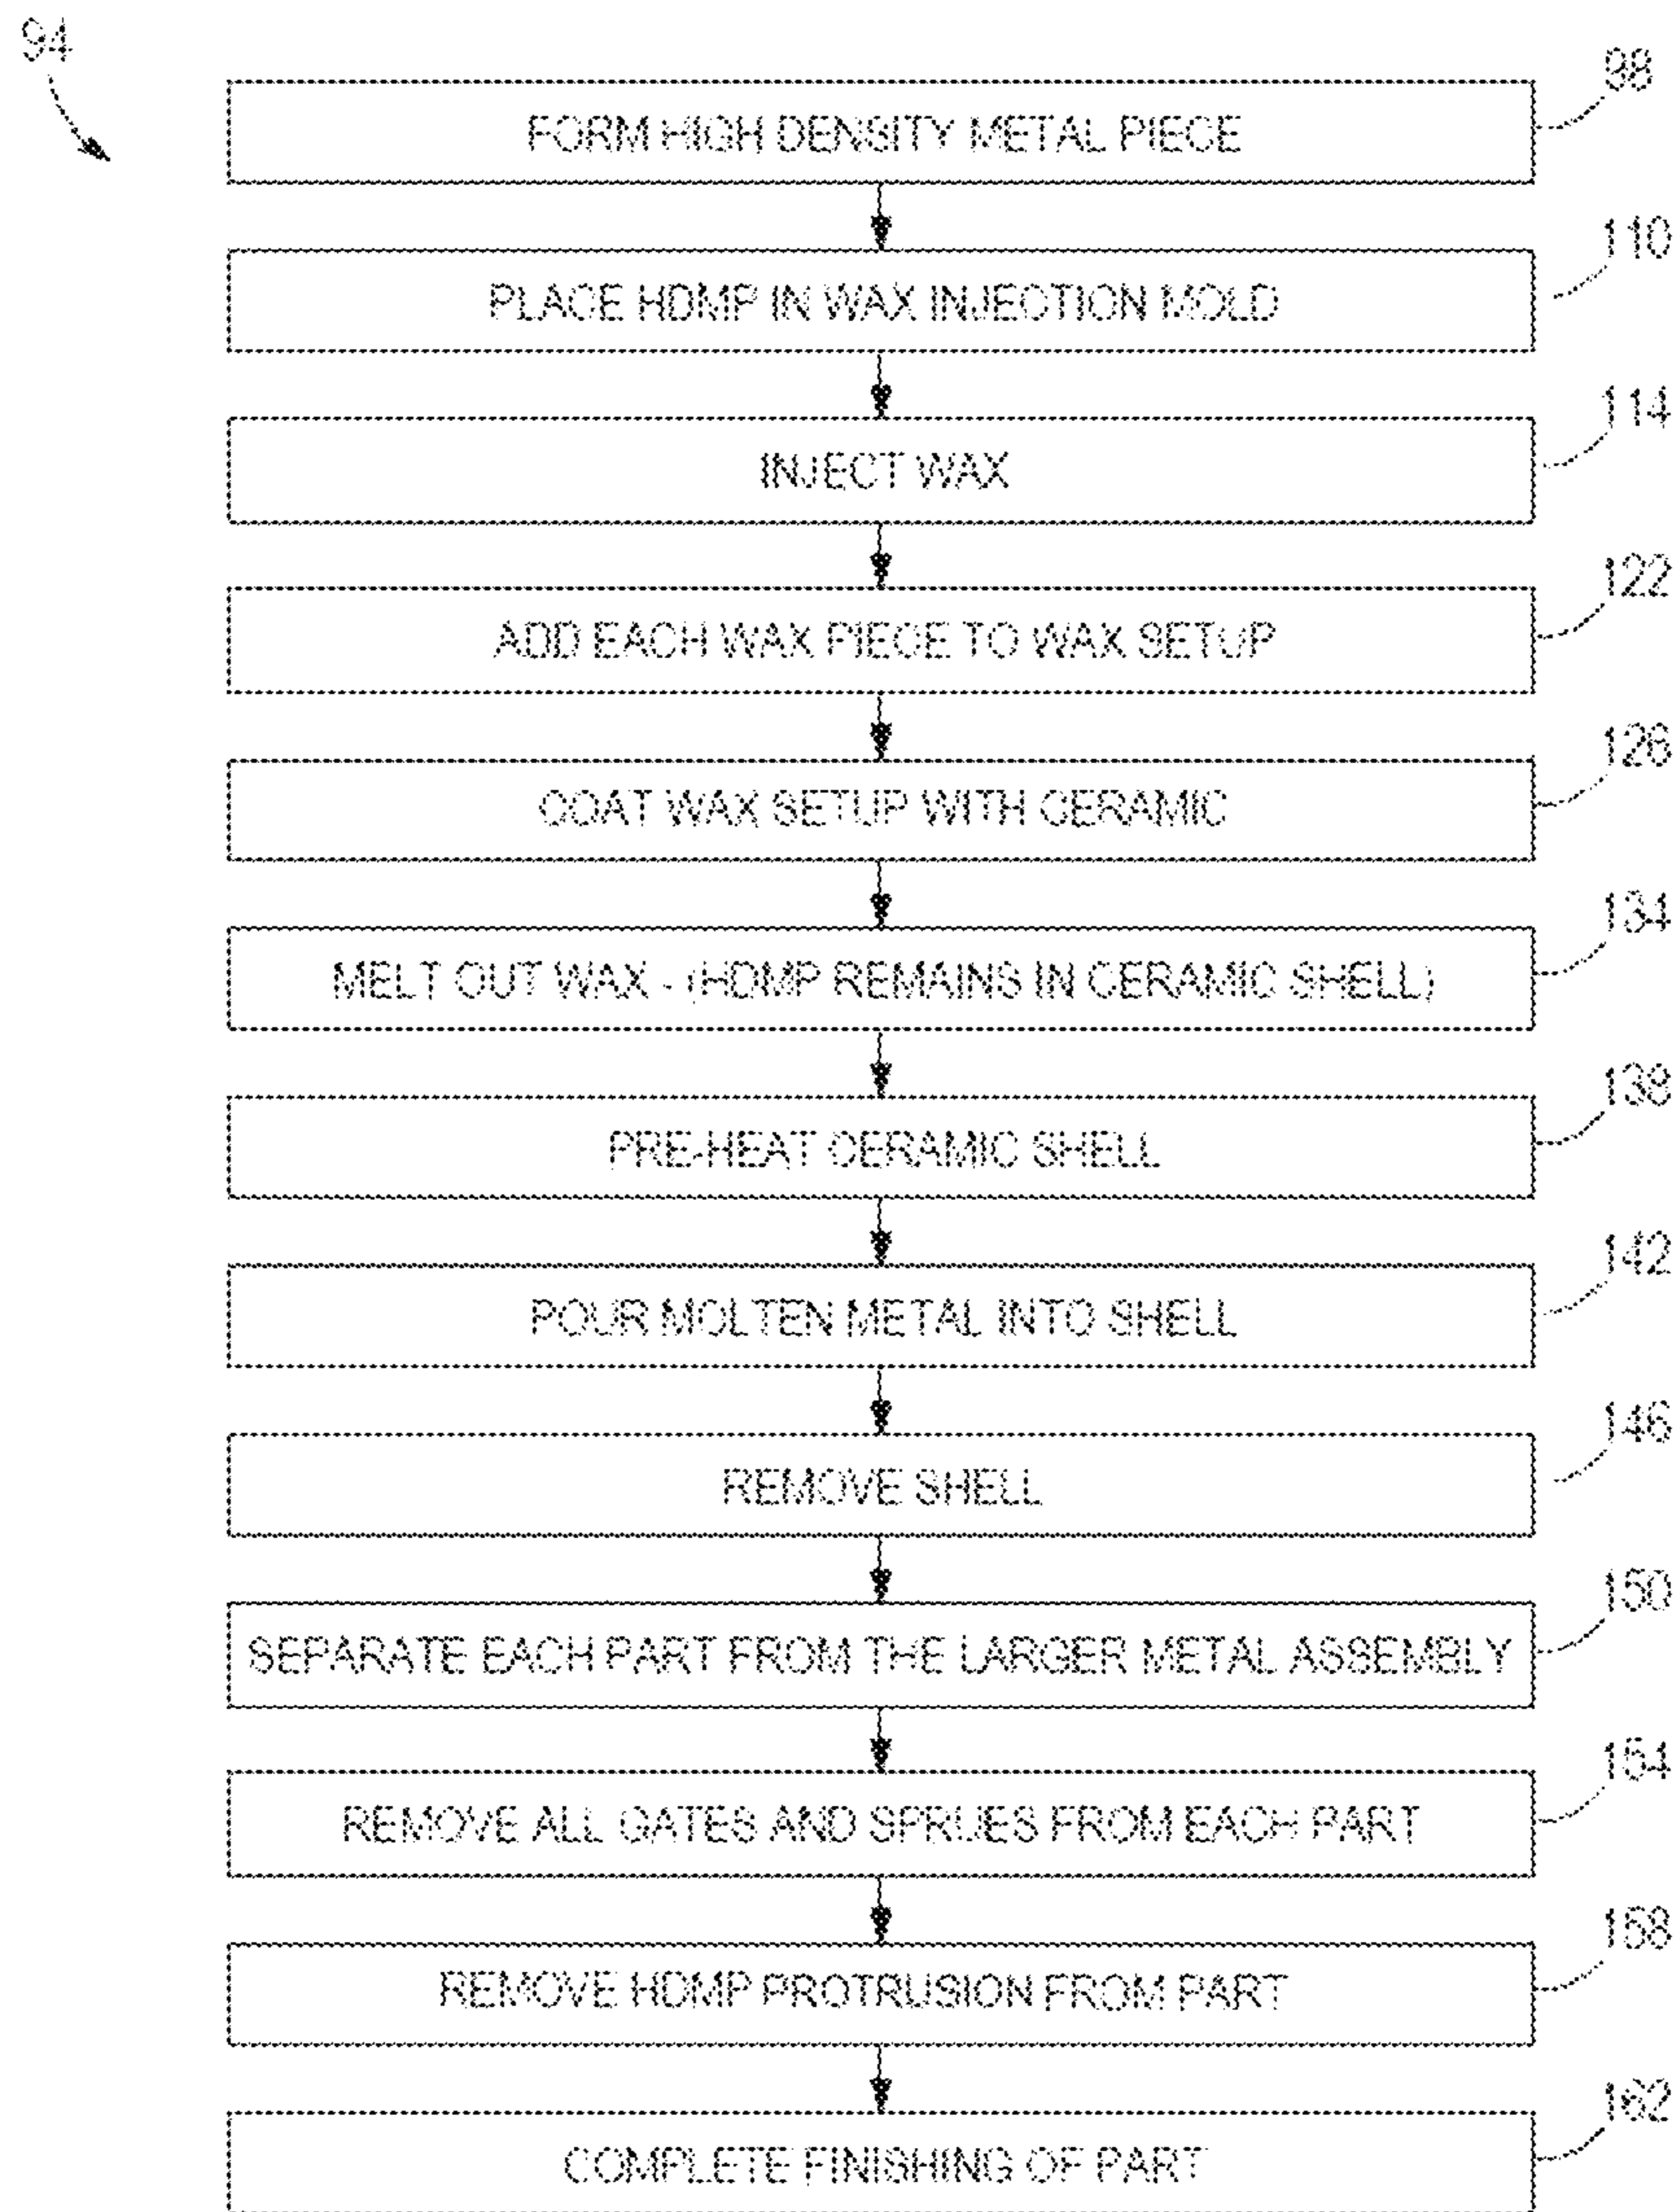 94
FORM HIGH DENSITY METAL PIECE
98
PLACE HDMP IN WAX INJECTION MOLD
110
INJECT WAX
114
ADD EACH WAX PIECE TO WAX SETUP
122
COAT WAX SETUP WITH CERAMIC
126
MELT OUT WAX - (HDMP REMAINS IN CERAMIC SHELL)
134
PRE-HEAT CERAMIC SHELL
138
POUR MOLTEN METAL INTO SHELL
142
REMOVE SHELL
146
SEPARATE EACH PART FROM THE LARGER METAL ASSEMBLY
150
REMOVE ALL GATES AND SPRUES FROM EACH PART
154
REMOVE HDMP PROTRUSION FROM PART
158
COMPLETE FINISHING OF PART
162